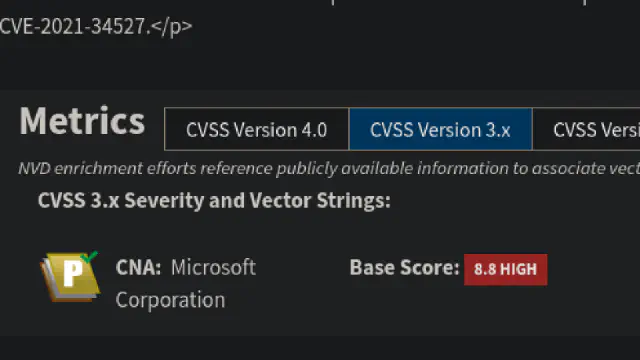 CVE-2021-34527.</p>
Metrics
CVSS Version 4.0
CVSS Version 3.x
CVSS Versi
NVD enrichment efforts reference publicly available information to associate vect
CVSS 3.x Severity and Vector Strings:
P
CNA: Microsoft
Corporation
Base Score: 8.8 HIGH